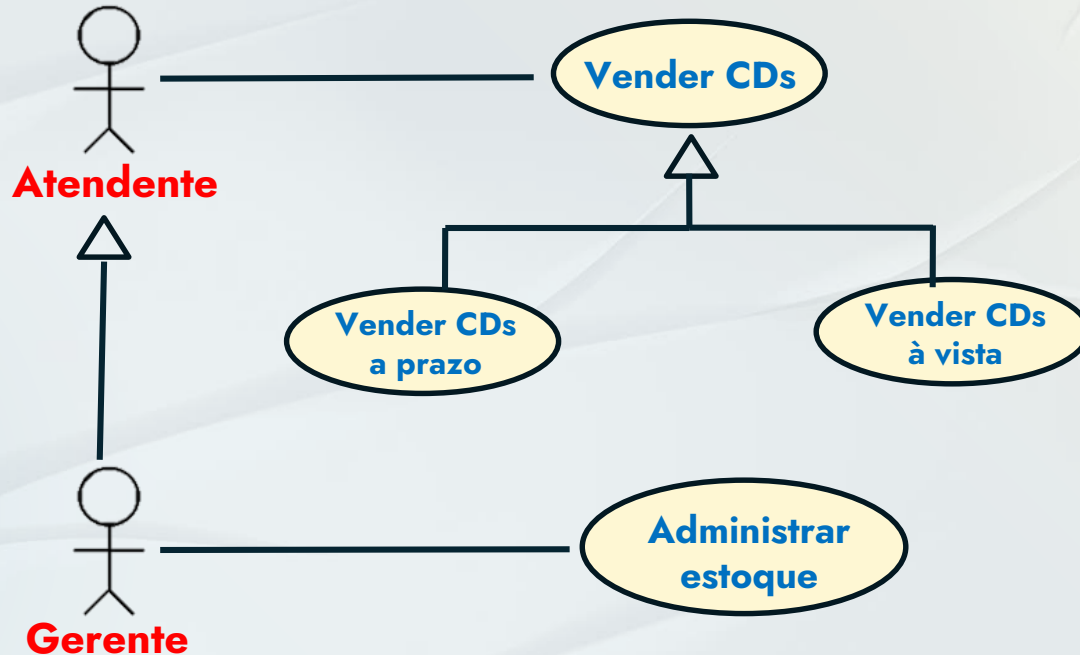 Vender CDs
Atendente
Vender CDs
a prazo
Vender CDs
à vista
Administrar
estoque
Gerente